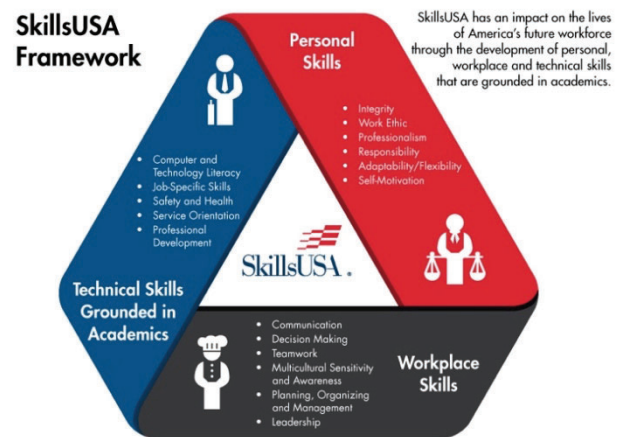 SkillsUSA
Framework
SkillsUSA has an impact on the lives
of America's future workforce
through the development of personal,
workplace and technical skills
that are grounded in academics.
Personal
Skills
• Integrity
• Work Ethic
• Professionalism
• Responsibility
• Adaptability/Flexibility
• Self-Motivation
• Computer and
Technology Literacy
• Job-Specific Skills
• Safety and Health
• Service Orientation
• Professional
Development
SkillsUSA®
Technical Skills
Grounded in
Academics
• Communication
• Decision Making
• Teamwork
• Multicultural Sensitivity
and Awareness
• Planning, Organizing
and Management
• Leadership
Workplace
Skills